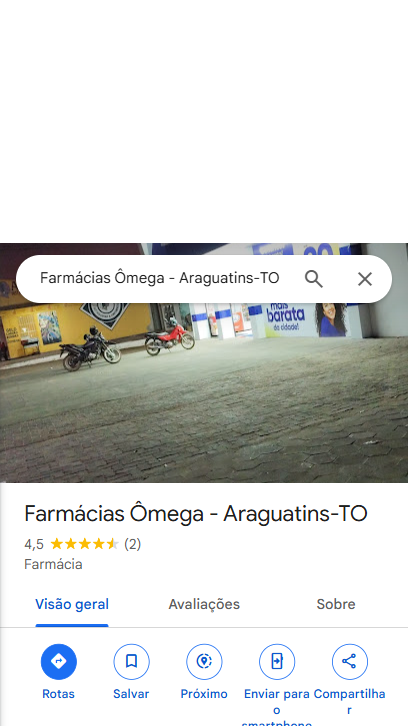 Farmácias Ômega - Araguatins-TO
mais
barata
da cidade!
Farmácias Ômega - Araguatins-TO
4,5 (2)
Farmácia
Visão geral Avaliações Sobre
Rotas Salvar Próximo Enviar para o smartphone Compartilhar